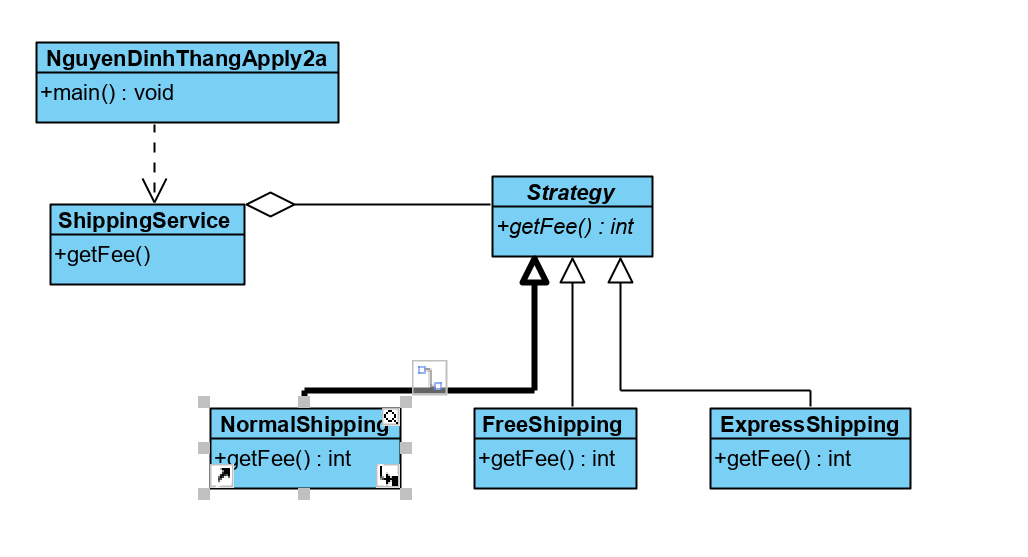 NguyenDinhThangApply2a
+main() : void
ShippingService
+getFee()
Strategy
+getFee() : int
NormalShipping
+getFee() : int
FreeShipping
+getFee() : int
ExpressShipping
+getFee() : int